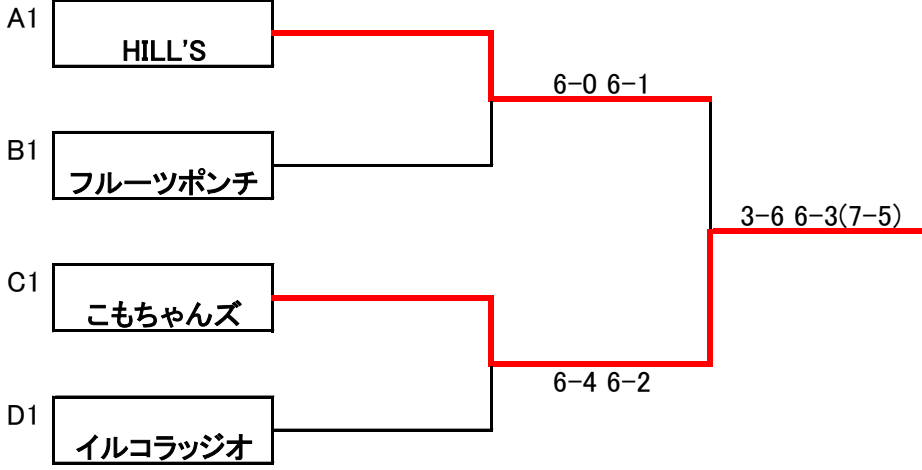 A1
HILL'S
6-0 6-1
B1
フルーツポンチ
3-6 6-3(7-5)
C1
こもちゃんズ
6-4 6-2
D1
イルコラッジオ